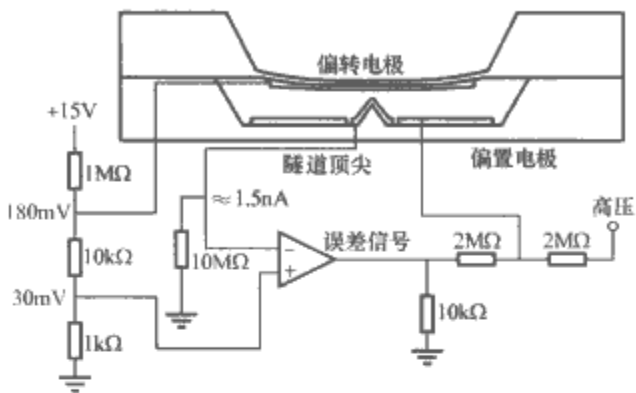 偏转电极
+15V
隧道顶尖
偏置电极
1MΩ
≈1.5nA
高压
180mV
误差信号
2MΩ
2MΩ
10kΩ
10MΩ
−
+
30mV
10kΩ
1kΩ